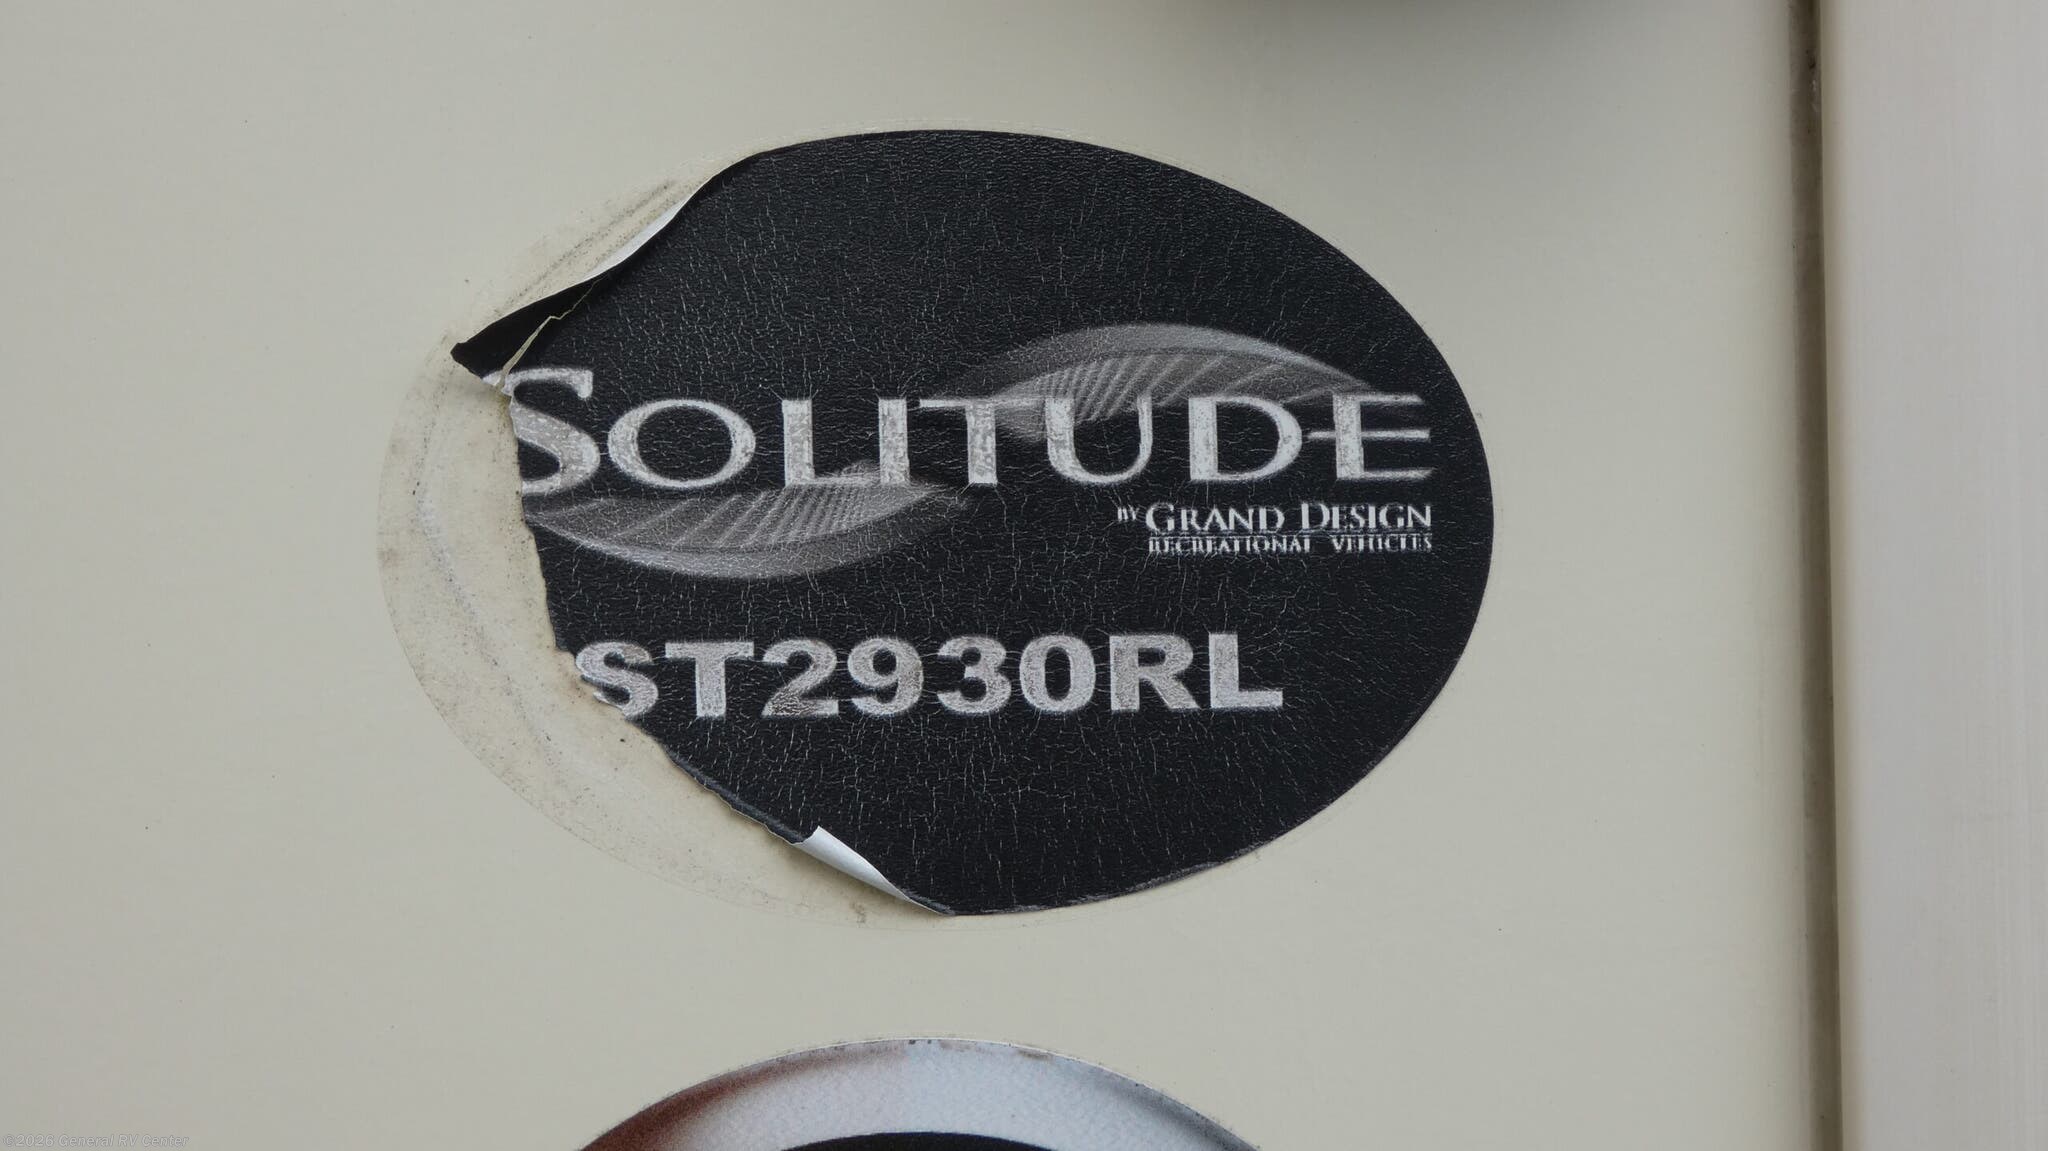 SOLITUDE
BY GRAND DESIGN
RECREATIONAL VEHICLES
ST2930RL
©2026 General RV Center